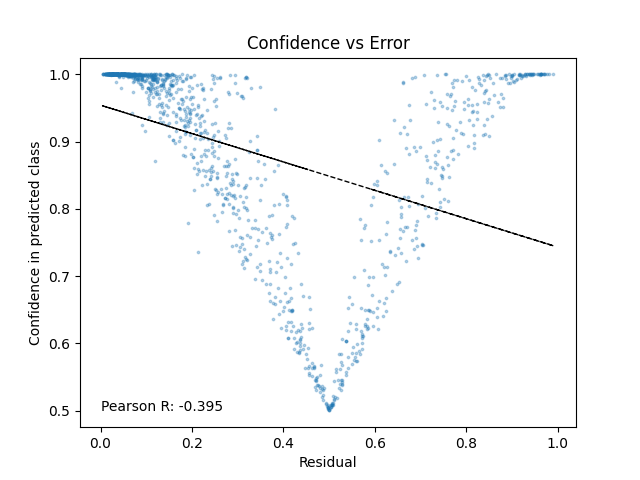 Confidence vs Error
Confidence in predicted class
1.0
0.9
0.8
0.7
0.6
0.5
Pearson R: -0.395
0.0 0.2 0.4 0.6 0.8 1.0
Residual